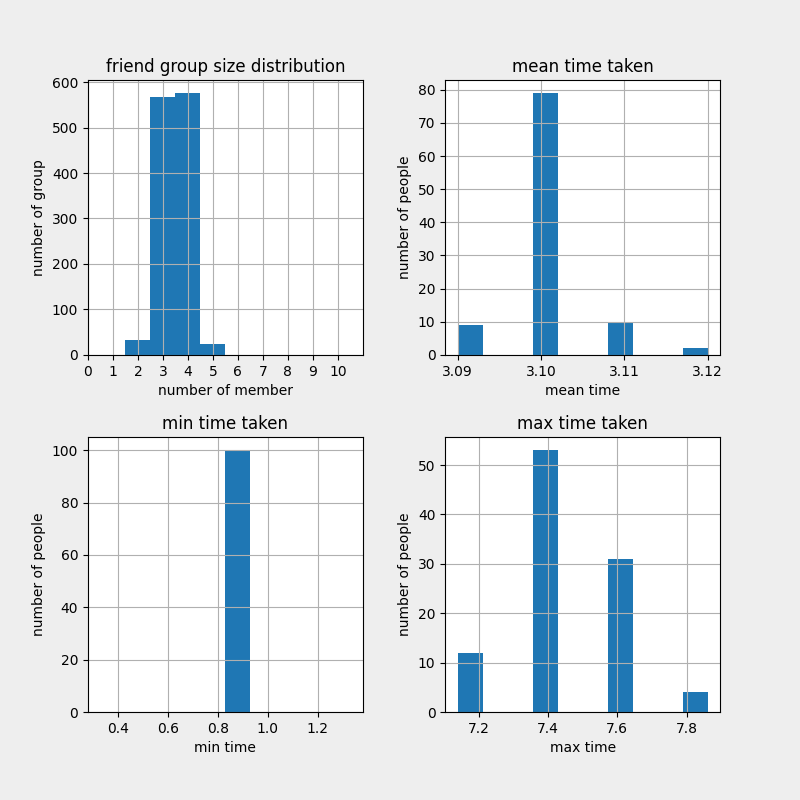 friend group size distribution
600
500
400
300
200
100
0
number of group
0 1 2 3 4 5 6 7 8 9 10
number of member
mean time taken
80
70
60
50
40
30
20
10
0
number of people
3.09 3.10 3.11 3.12
mean time
min time taken
100
80
60
40
20
0
number of people
0.4 0.6 0.8 1.0 1.2
min time
max time taken
50
40
30
20
10
0
number of people
7.2 7.4 7.6 7.8
max time